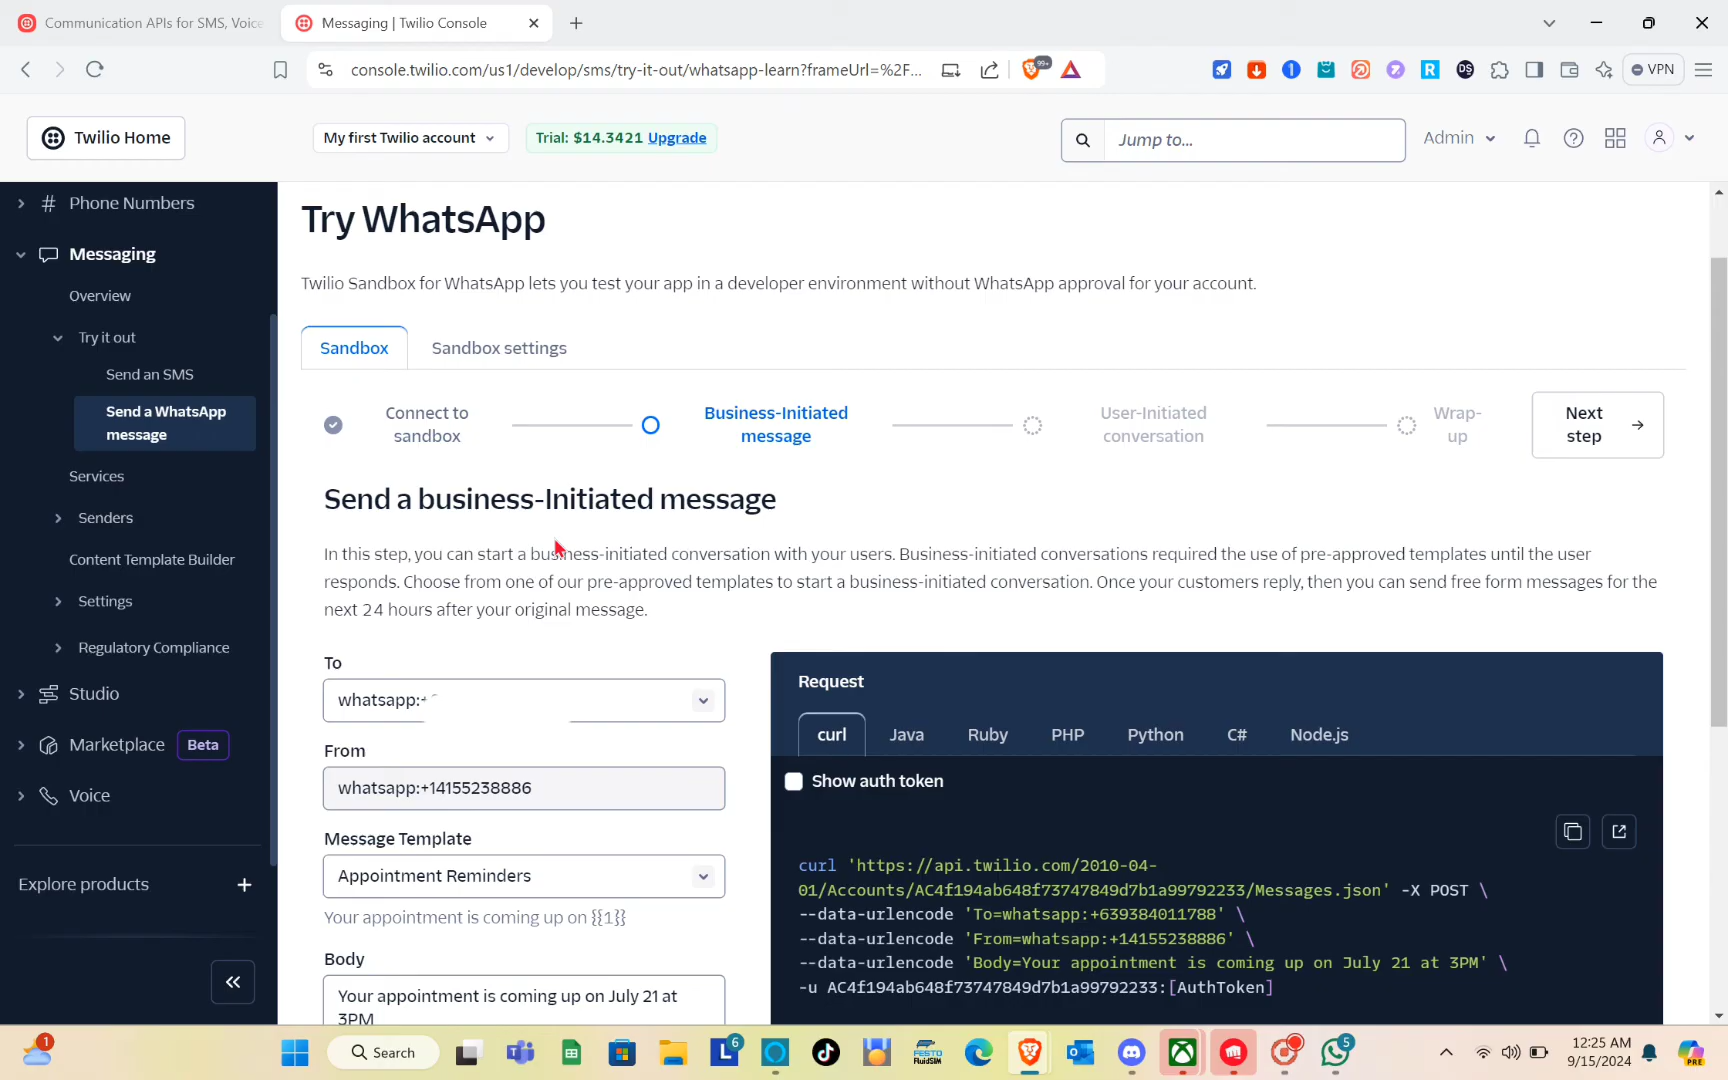 Communication APIs for SMS, Voice
Messaging | Twilio Console
console.twilio.com/us1/develop/sms/try-it-out/whatsapp-learn?frameUrl=%2F...
99+
VPN
Twilio Home
My first Twilio account
Trial: $14.3421 Upgrade
Jump to...
Admin
Phone Numbers
Messaging
Overview
Try it out
Send an SMS
Send a WhatsApp
message
Services
Senders
Content Template Builder
Settings
Regulatory Compliance
Studio
Marketplace Beta
Voice
Explore products
Try WhatsApp
Twilio Sandbox for WhatsApp lets you test your app in a developer environment without WhatsApp approval for your account.
Sandbox
Sandbox settings
Connect to
sandbox
Business-Initiated
message
User-Initiated
conversation
Wrap-
up
Next
step
Send a business-Initiated message
In this step, you can start a business-initiated conversation with your users. Business-initiated conversations required the use of pre-approved templates until the user
responds. Choose from one of our pre-approved templates to start a business-initiated conversation. Once your customers reply, then you can send free form messages for the
next 24 hours after your original message.
To
whatsapp:+
From
whatsapp:+14155238886
Message Template
Appointment Reminders
Your appointment is coming up on {{1}}
Body
Your appointment is coming up on July 21 at
3PM
Request
curl
Java
Ruby
PHP
Python
C#
Node.js
Show auth token
curl 'https://api.twilio.com/2010-04-
01/Accounts/AC4f194ab648f73747849d7b1a99792233/Messages.json' -X POST \
--data-urlencode 'To=whatsapp:+639384011788' \
--data-urlencode 'From=whatsapp:+14155238886' \
--data-urlencode 'Body=Your appointment is coming up on July 21 at 3PM' \
-u AC4f194ab648f73747849d7b1a99792233:[AuthToken]
1
Search
6
FESTO
FluidSIM
5
12:25 AM
9/15/2024
PRE